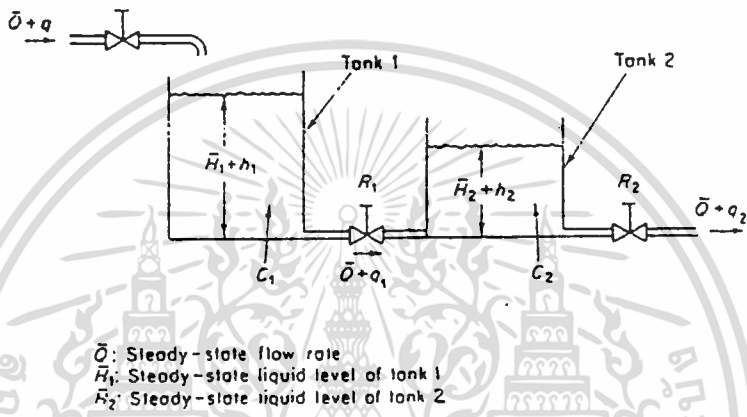 Q̄ + q
Tank 1
Tank 2
H̄₁ + h₁
R₁
H̄₂ + h₂
R₂
Q̄ + q₂
C₁
Q̄ + q₁
C₂
Q̄: Steady-state flow rate
H̄₁: Steady-state liquid level of tank 1
H̄₂: Steady-state liquid level of tank 2